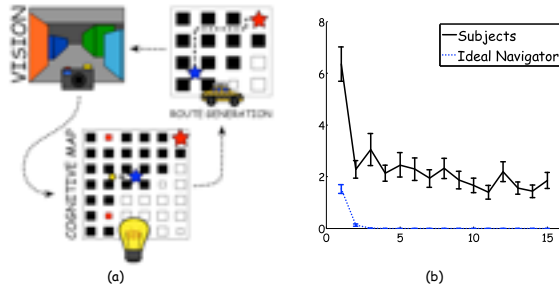 VISION
ROUTE GENERATION
COGNITIVE MAP
(a)
8
6
4
2
0
0
5
10
15
Subjects
Ideal Navigator
(b)